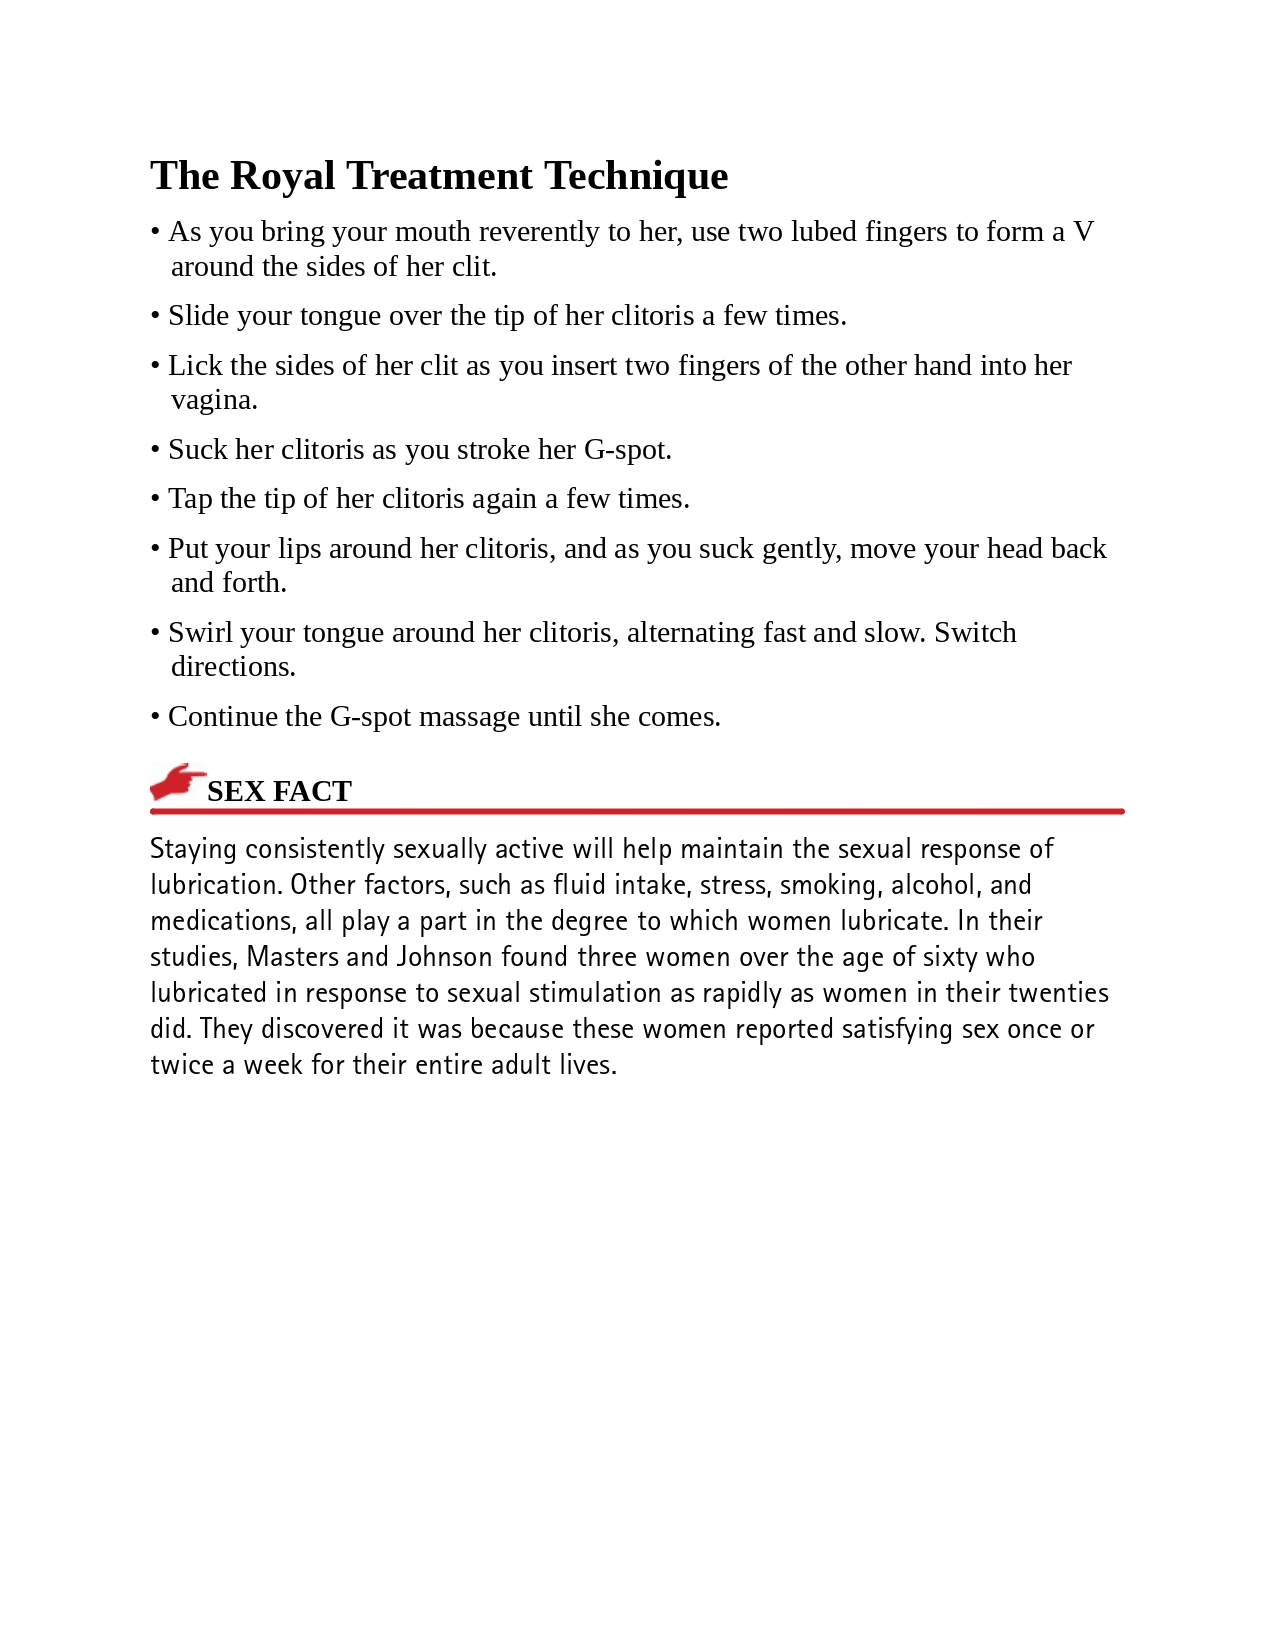 The Royal Treatment Technique
• As you bring your mouth reverently to her, use two lubed fingers to form a V
around the sides of her clit.
• Slide your tongue over the tip of her clitoris a few times.
• Lick the sides of her clit as you insert two fingers of the other hand into her
vagina.
• Suck her clitoris as you stroke her G-spot.
• Tap the tip of her clitoris again a few times.
• Put your lips around her clitoris, and as you suck gently, move your head back
and forth.
• Swirl your tongue around her clitoris, alternating fast and slow. Switch
directions.
• Continue the G-spot massage until she comes.
SEX FACT
Staying consistently sexually active will help maintain the sexual response of
lubrication. Other factors, such as fluid intake, stress, smoking, alcohol, and
medications, all play a part in the degree to which women lubricate. In their
studies, Masters and Johnson found three women over the age of sixty who
lubricated in response to sexual stimulation as rapidly as women in their twenties
did. They discovered it was because these women reported satisfying sex once or
twice a week for their entire adult lives.